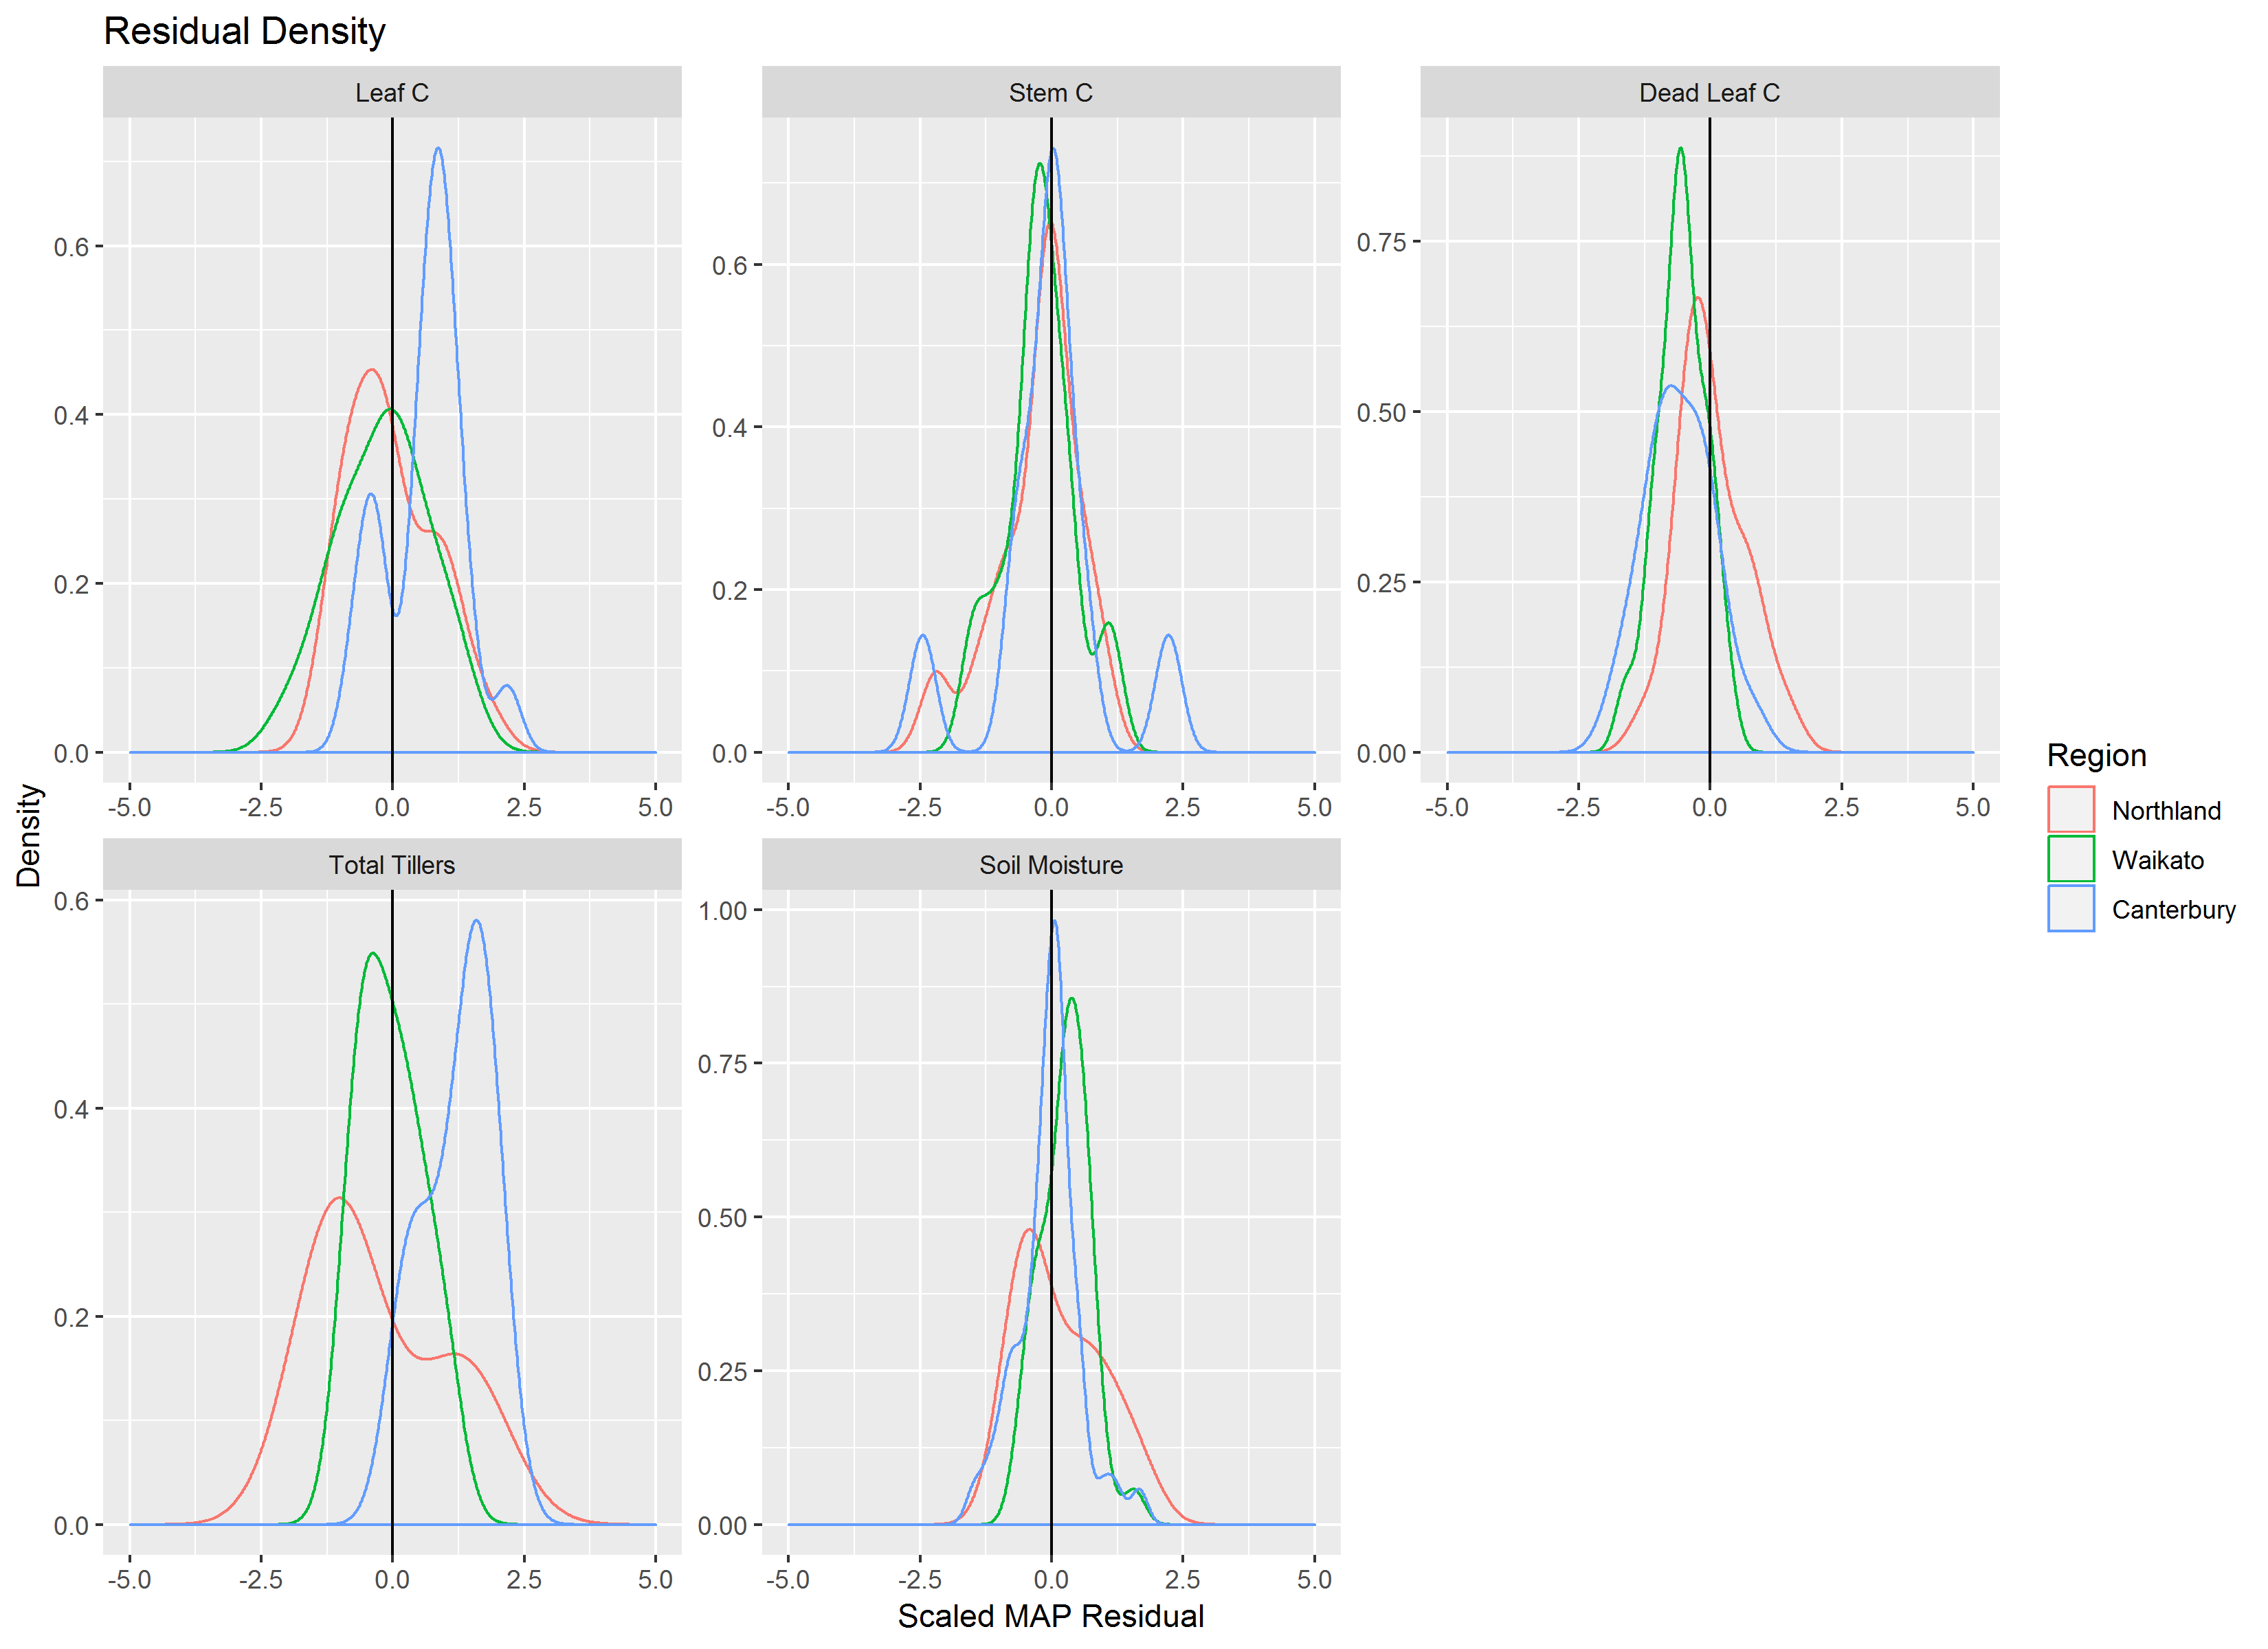 Residual Density
Leaf C
Stem C
Dead Leaf C
0.6
0.4
0.2
0.0
0.6
0.4
0.2
0.0
0.75
0.50
0.25
0.00
-5.0 -2.5 0.0 2.5 5.0
-5.0 -2.5 0.0 2.5 5.0
-5.0 -2.5 0.0 2.5 5.0
Total Tillers
Soil Moisture
0.6
0.4
0.2
0.0
1.00
0.75
0.50
0.25
0.00
-5.0 -2.5 0.0 2.5 5.0
-5.0 -2.5 0.0 2.5 5.0
Density
Scaled MAP Residual
Region
Northland
Waikato
Canterbury